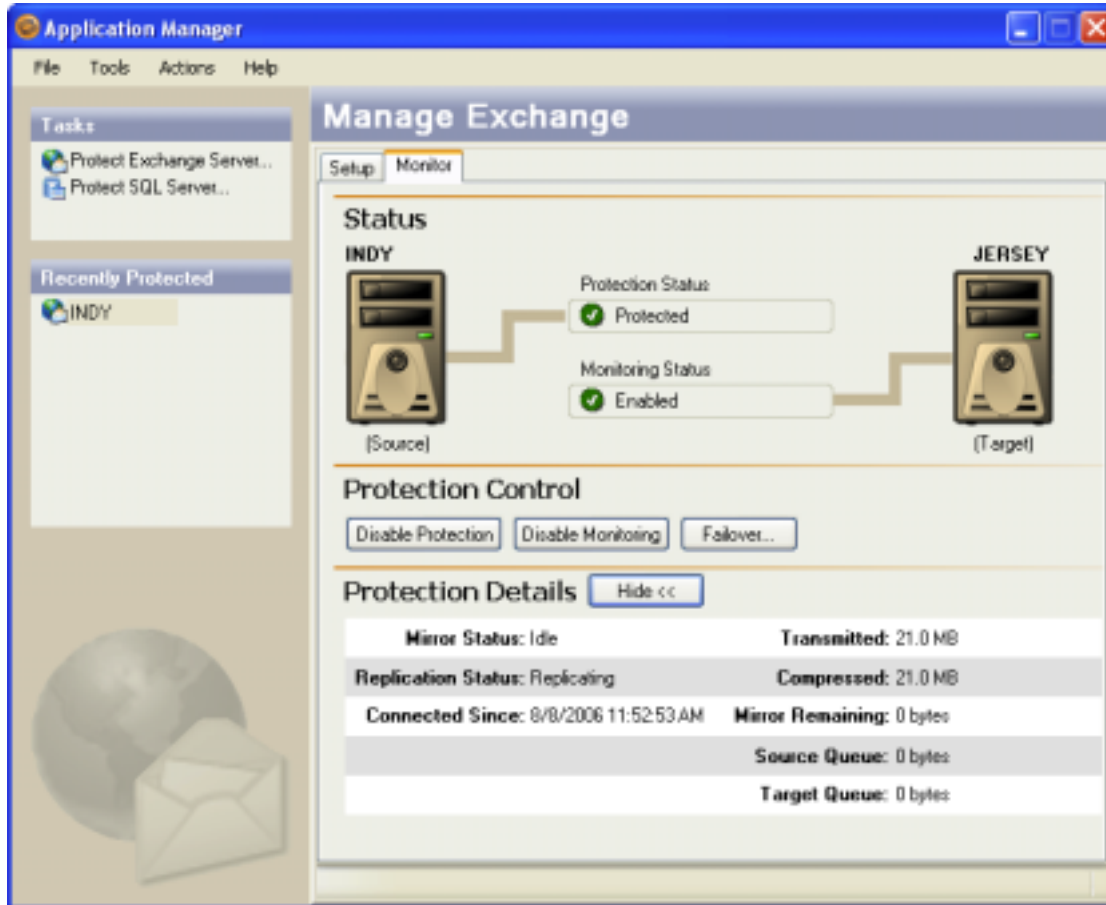 Application Manager
File Tools Actions Help
Tasks
Protect Exchange Server...
Protect SQL Server...
Recently Protected
INDY
Manage Exchange
Setup Monitor
Status
INDY
JERSEY
Protection Status
Protected
Monitoring Status
Enabled
(Source)
(Target)
Protection Control
Disable Protection Disable Monitoring Failover...
Protection Details Hide <<
Mirror Status: Idle Transmitted: 21.0 MB
Replication Status: Replicating Compressed: 21.0 MB
Connected Since: 8/8/2006 11:52:53 AM Mirror Remaining: 0 bytes
Source Queue: 0 bytes
Target Queue: 0 bytes